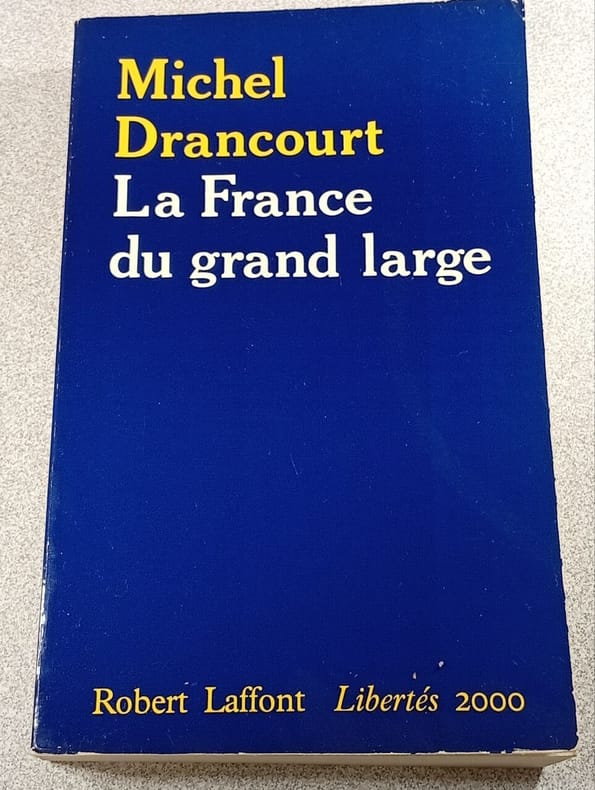 Michel
Drancourt
La France
du grand large
Robert Laffont Libertés 2000